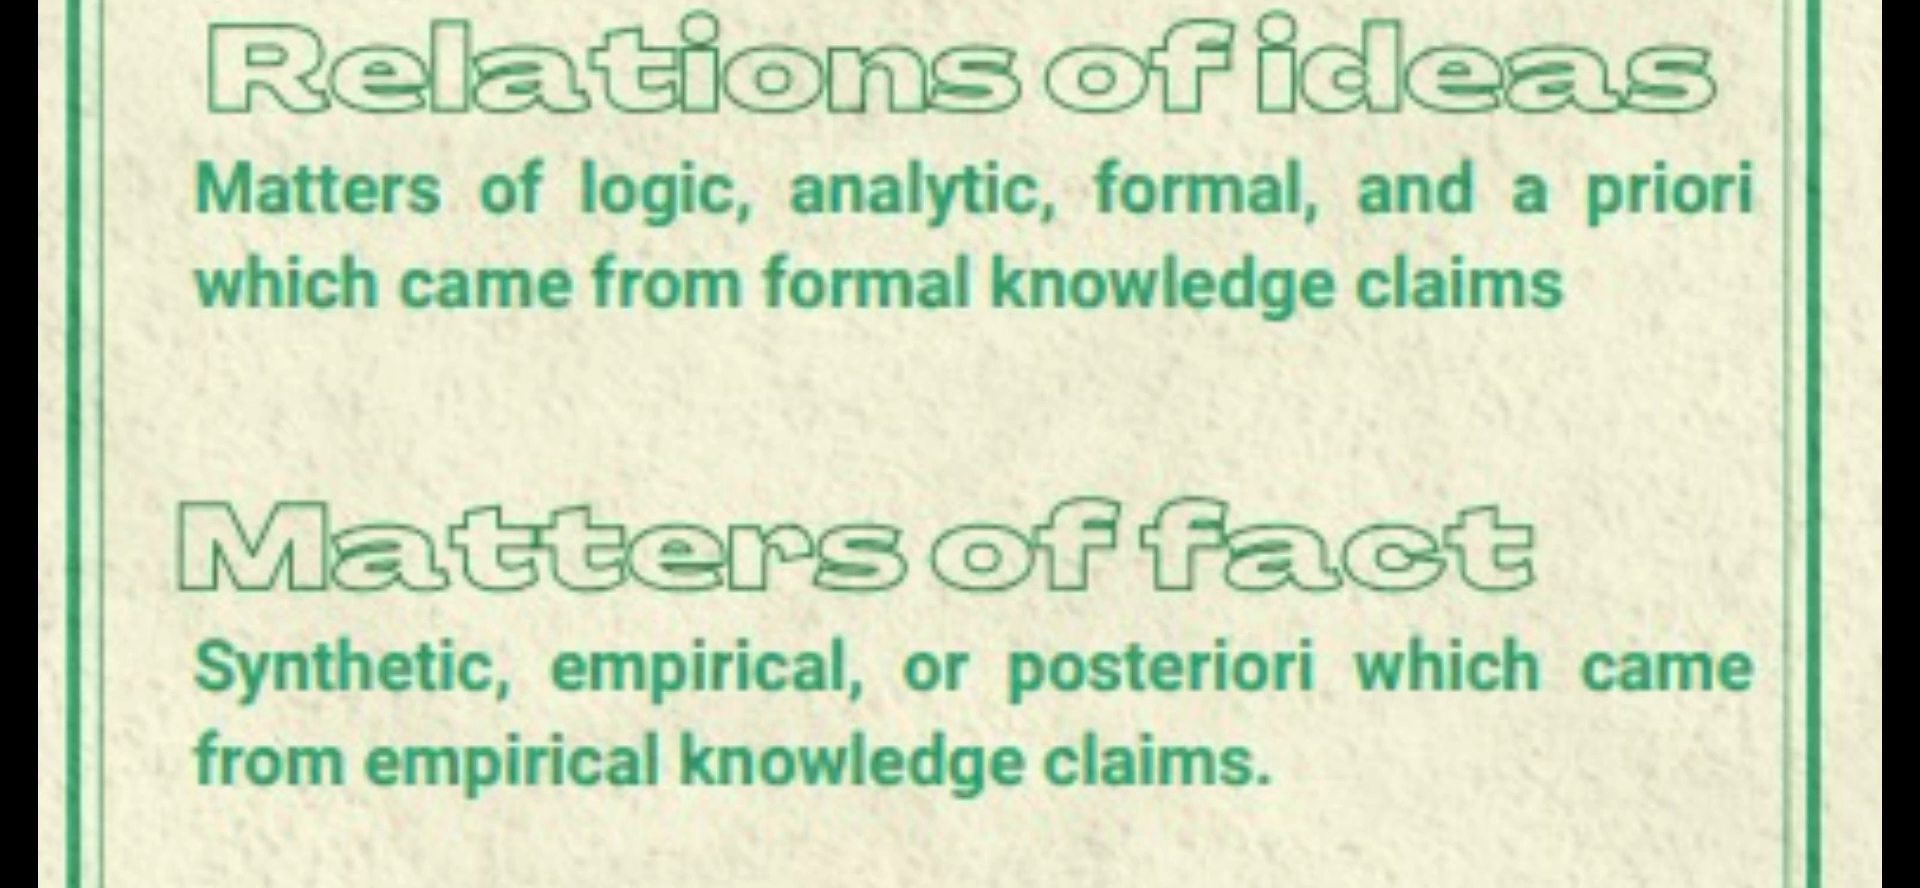 Relations of ideas
Matters of logic, analytic, formal, and a priori
which came from formal knowledge claims
Matters of fact
Synthetic, empirical, or posteriori which came
from empirical knowledge claims.